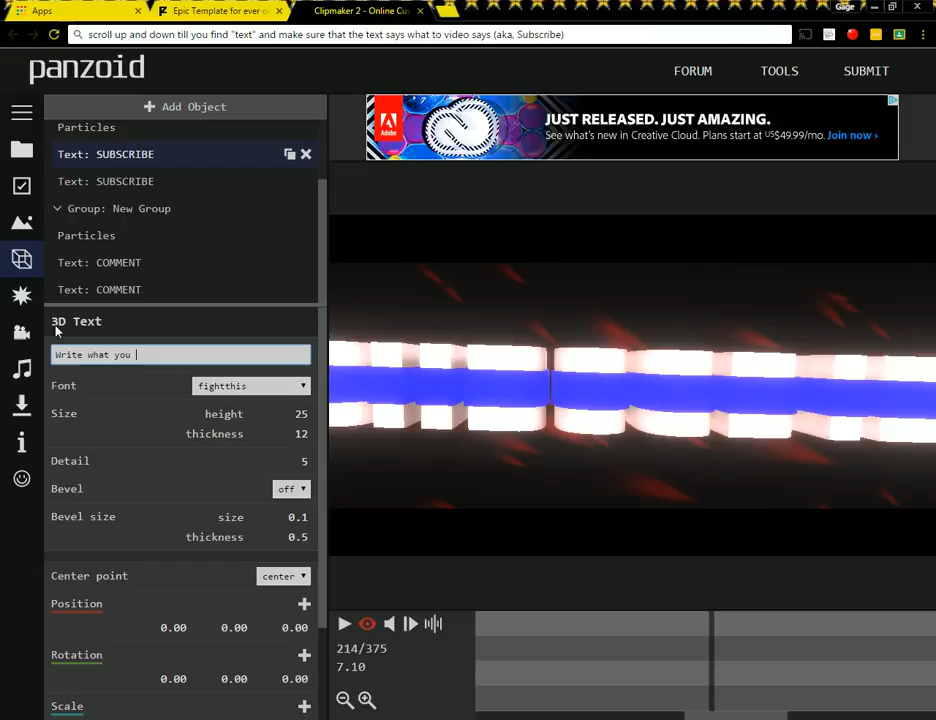 Apps
Epic Template for ever o
Clipmaker 2 - Online Cu
Gage
scroll up and down till you find "text" and make sure that the text says what to video says (aka, Subscribe)
panzoid
FORUM
TOOLS
SUBMIT
Add Object
Particles
Text: SUBSCRIBE
Text: SUBSCRIBE
Group: New Group
Particles
Text: COMMENT
Text: COMMENT
Adobe
JUST RELEASED. JUST AMAZING.
See what's new in Creative Cloud. Plans start at US$49.99/mo. Join now ›
3D Text
Write what you
Font fightthis
Size height 25
thickness 12
Detail 5
Bevel off
Bevel size size 0.1
thickness 0.5
Center point center
Position
0.00 0.00 0.00
Rotation
0.00 0.00 0.00
Scale
214/375
7.10